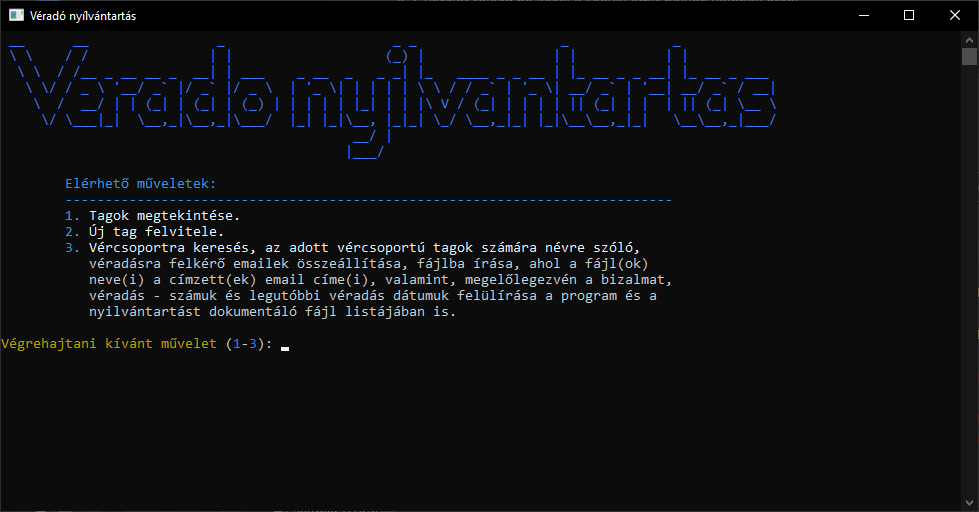 Véradó nyílvántartás
Verado nyilvantartas
Elérhető műveletek:
1. Tagok megtekintése.
2. Új tag felvitele.
3. Vércsoportra keresés, az adott vércsoportú tagok számára névre szóló,
véradásra felkérő emailek összeállítása, fájlba írása, ahol a fájl(ok)
neve(i) a címzett(ek) email címe(i), valamint, megelőlegezvén a bizalmat,
véradás - számuk és legutóbbi véradás dátumuk felülírása a program és a
nyilvántartást dokumentáló fájl listájában is.
Végrehajtani kívánt művelet (1-3):